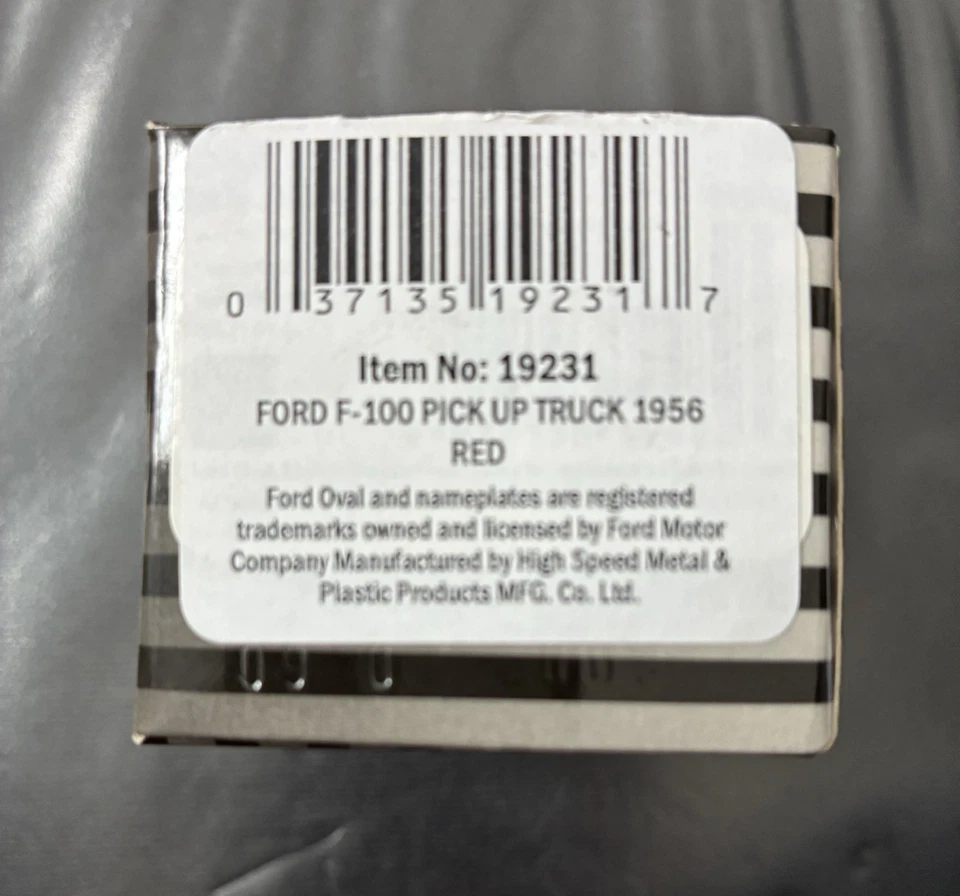 0 37135 19231 7
Item No: 19231
FORD F-100 PICK UP TRUCK 1956
RED
Ford Oval and nameplates are registered
trademarks owned and licensed by Ford Motor
Company Manufactured by High Speed Metal &
Plastic Products MFG. Co. Ltd.